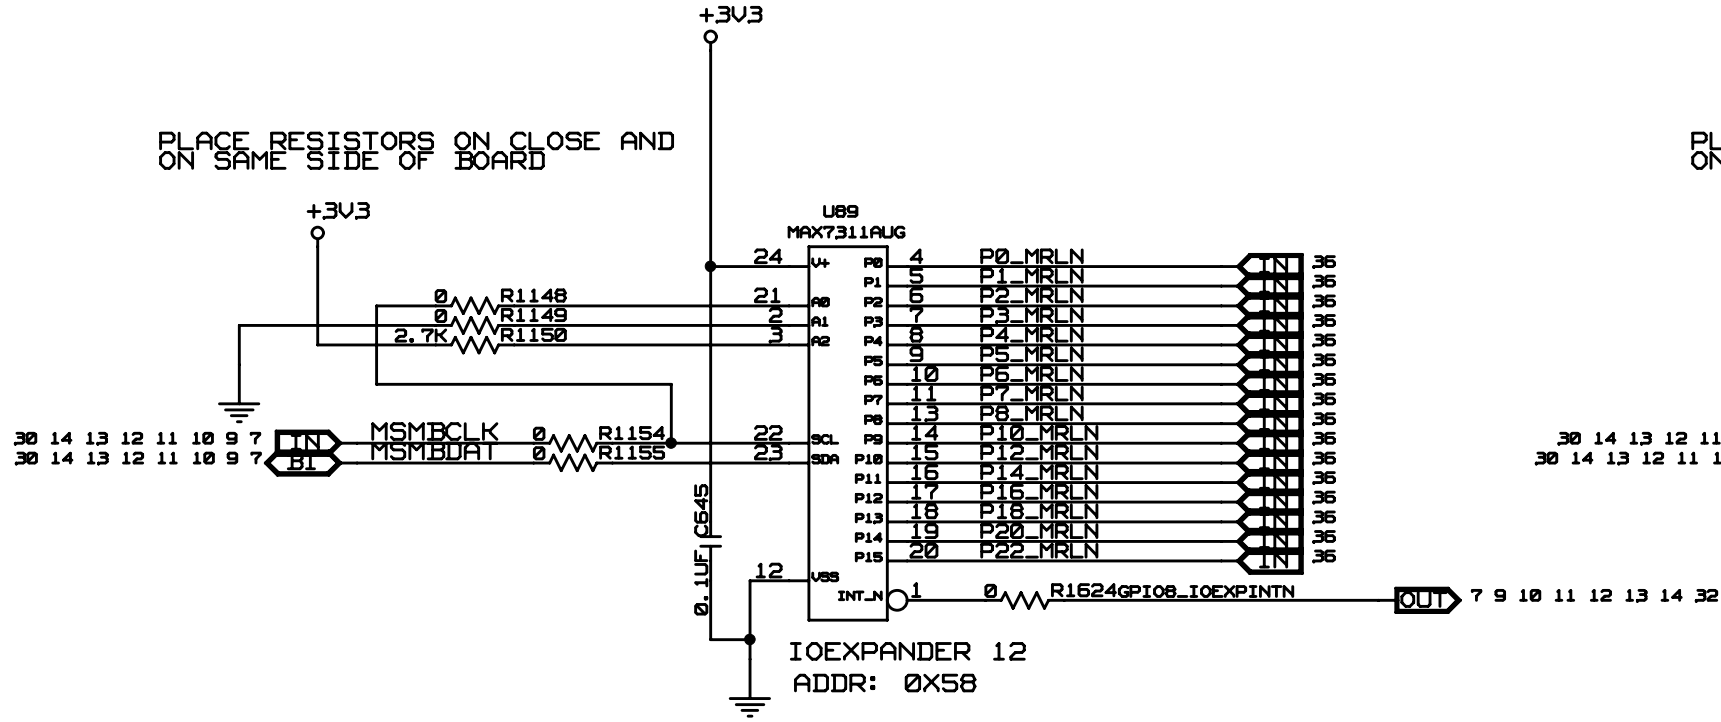 +3V3
PLACE RESISTORS ON CLOSE AND
ON SAME SIDE OF BOARD
PL
ON
+3V3
U89
MAX7311AUG
24 V+ P0 4 P0_MRLN IN 36
P1 5 P1_MRLN IN 36
0 R1148 21 A0 P2 6 P2_MRLN IN 36
0 R1149 2 A1 P3 7 P3_MRLN IN 36
2.7K R1150 3 A2 P4 8 P4_MRLN IN 36
P5 9 P5_MRLN IN 36
P6 10 P6_MRLN IN 36
P7 11 P7_MRLN IN 36
P8 13 P8_MRLN IN 36
30 14 13 12 11 10 9 7 IN MSMBCLK 0 R1154 22 SCL P9 14 P10_MRLN IN 36
30 14 13 12 11
30 14 13 12 11 10 9 7 BI MSMBDAT 0 R1155 23 SDA P10 15 P12_MRLN IN 36
30 14 13 12 11 1
P11 16 P14_MRLN IN 36
P12 17 P16_MRLN IN 36
P13 18 P18_MRLN IN 36
P14 19 P20_MRLN IN 36
P15 20 P22_MRLN IN 36
0.1UF C645
12 VSS
INT_N 1 0 R1624 GPIO8_IOEXPINTN OUT 7 9 10 11 12 13 14 32
IOEXPANDER 12
ADDR: 0X58